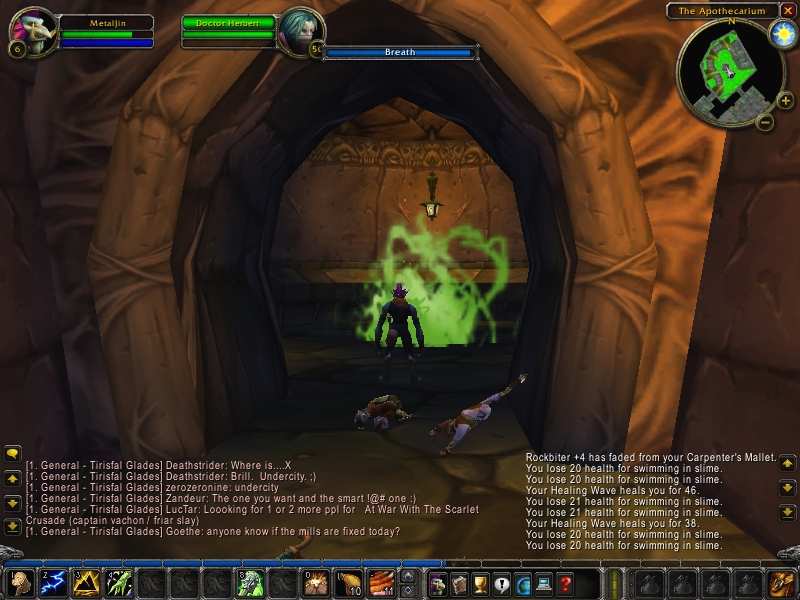 Metaljin
Doctor Herbert
The Apothecarium
N
6
50
Breath
Rockbiter +4 has faded from your Carpenter's Mallet.
You lose 20 health for swimming in slime.
You lose 20 health for swimming in slime.
Your Healing Wave heals you for 46.
You lose 21 health for swimming in slime.
You lose 21 health for swimming in slime.
Your Healing Wave heals you for 38.
You lose 20 health for swimming in slime.
You lose 20 health for swimming in slime.
[1. General - Tirisfal Glades] Deathstrider: Where is....X
[1. General - Tirisfal Glades] Deathstrider: Brill. Undercity. ;)
[1. General - Tirisfal Glades] zerozeronine: undercity
[1. General - Tirisfal Glades] Zandeur: The one you want and the smart !@# one ;)
[1. General - Tirisfal Glades] LucTar: Loooking for 1 or 2 more ppl for At War With The Scarlet
Crusade (captain vachon / friar slay)
[1. General - Tirisfal Glades] Goethe: anyone know if the mills are fixed today?